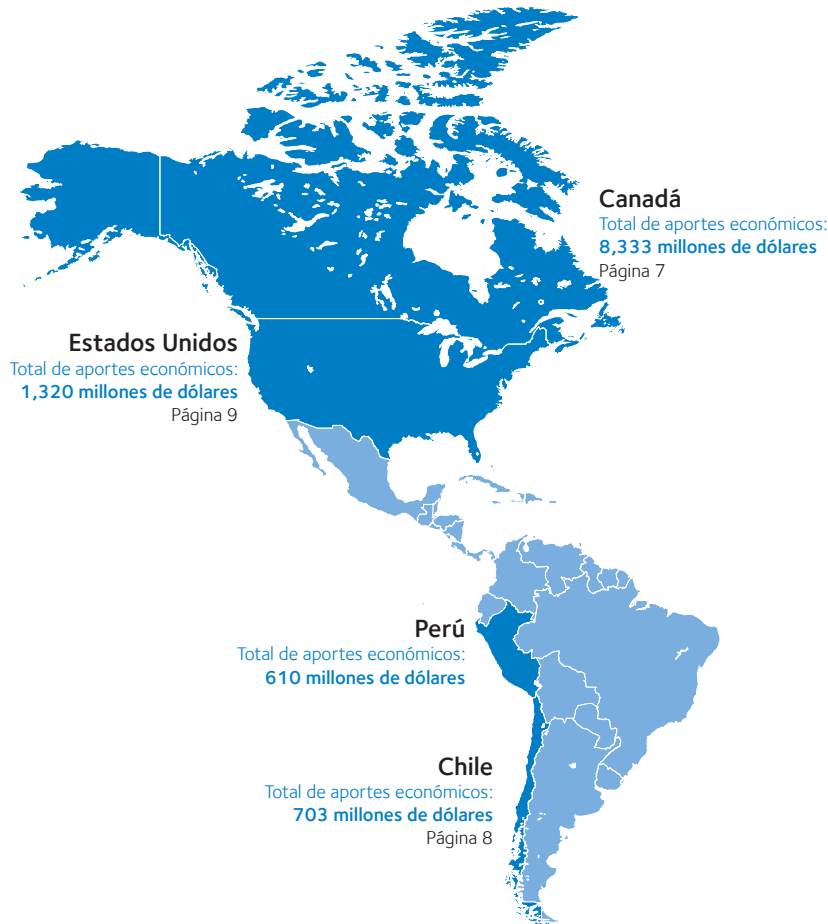 Canadá
Total de aportes económicos:
8,333 millones de dólares
Página 7
Estados Unidos
Total de aportes económicos:
1,320 millones de dólares
Página 9
Perú
Total de aportes económicos:
610 millones de dólares
Chile
Total de aportes económicos:
703 millones de dólares
Página 8